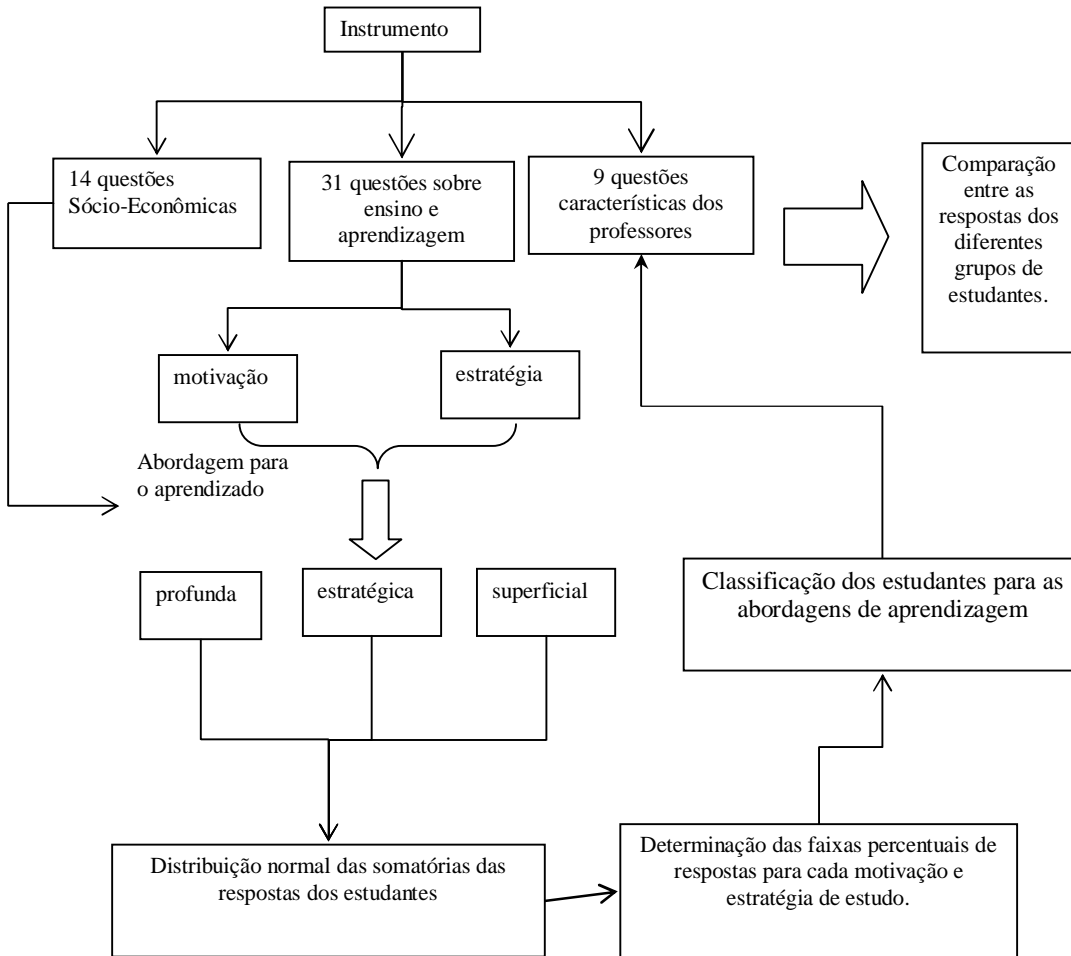 Instrumento
14 questões
Sócio-Econômicas
31 questões sobre
ensino e
aprendizagem
9 questões
características dos
professores
Comparação
entre as
respostas dos
diferentes
grupos de
estudantes.
motivação
estratégia
Abordagem para
o aprendizado
profunda
estratégica
superficial
Classificação dos estudantes para as
abordagens de aprendizagem
Distribuição normal das somatórias das
respostas dos estudantes
Determinação das faixas percentuais de
respostas para cada motivação e
estratégia de estudo.